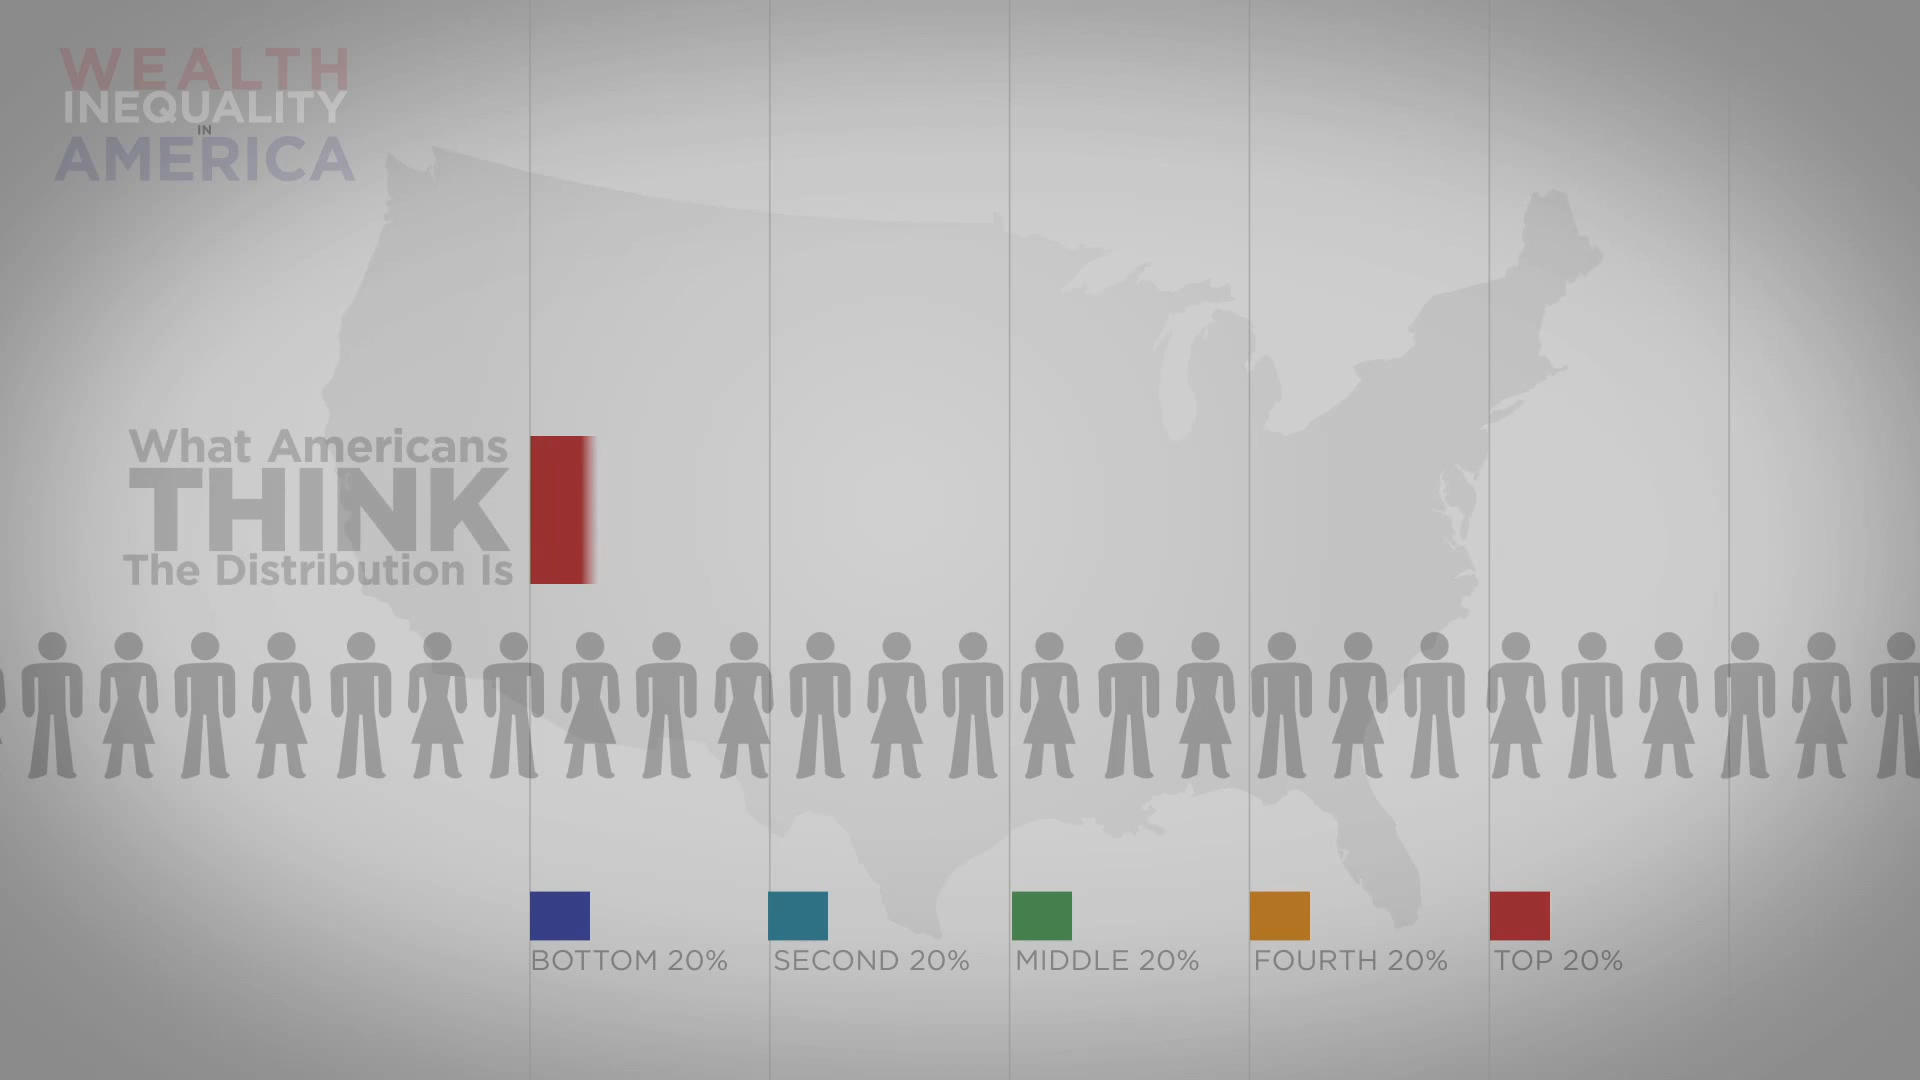 WEALTH
INEQUALITY
IN
AMERICA
What Americans
THINK
The Distribution Is
BOTTOM 20%
SECOND 20%
MIDDLE 20%
FOURTH 20%
TOP 20%